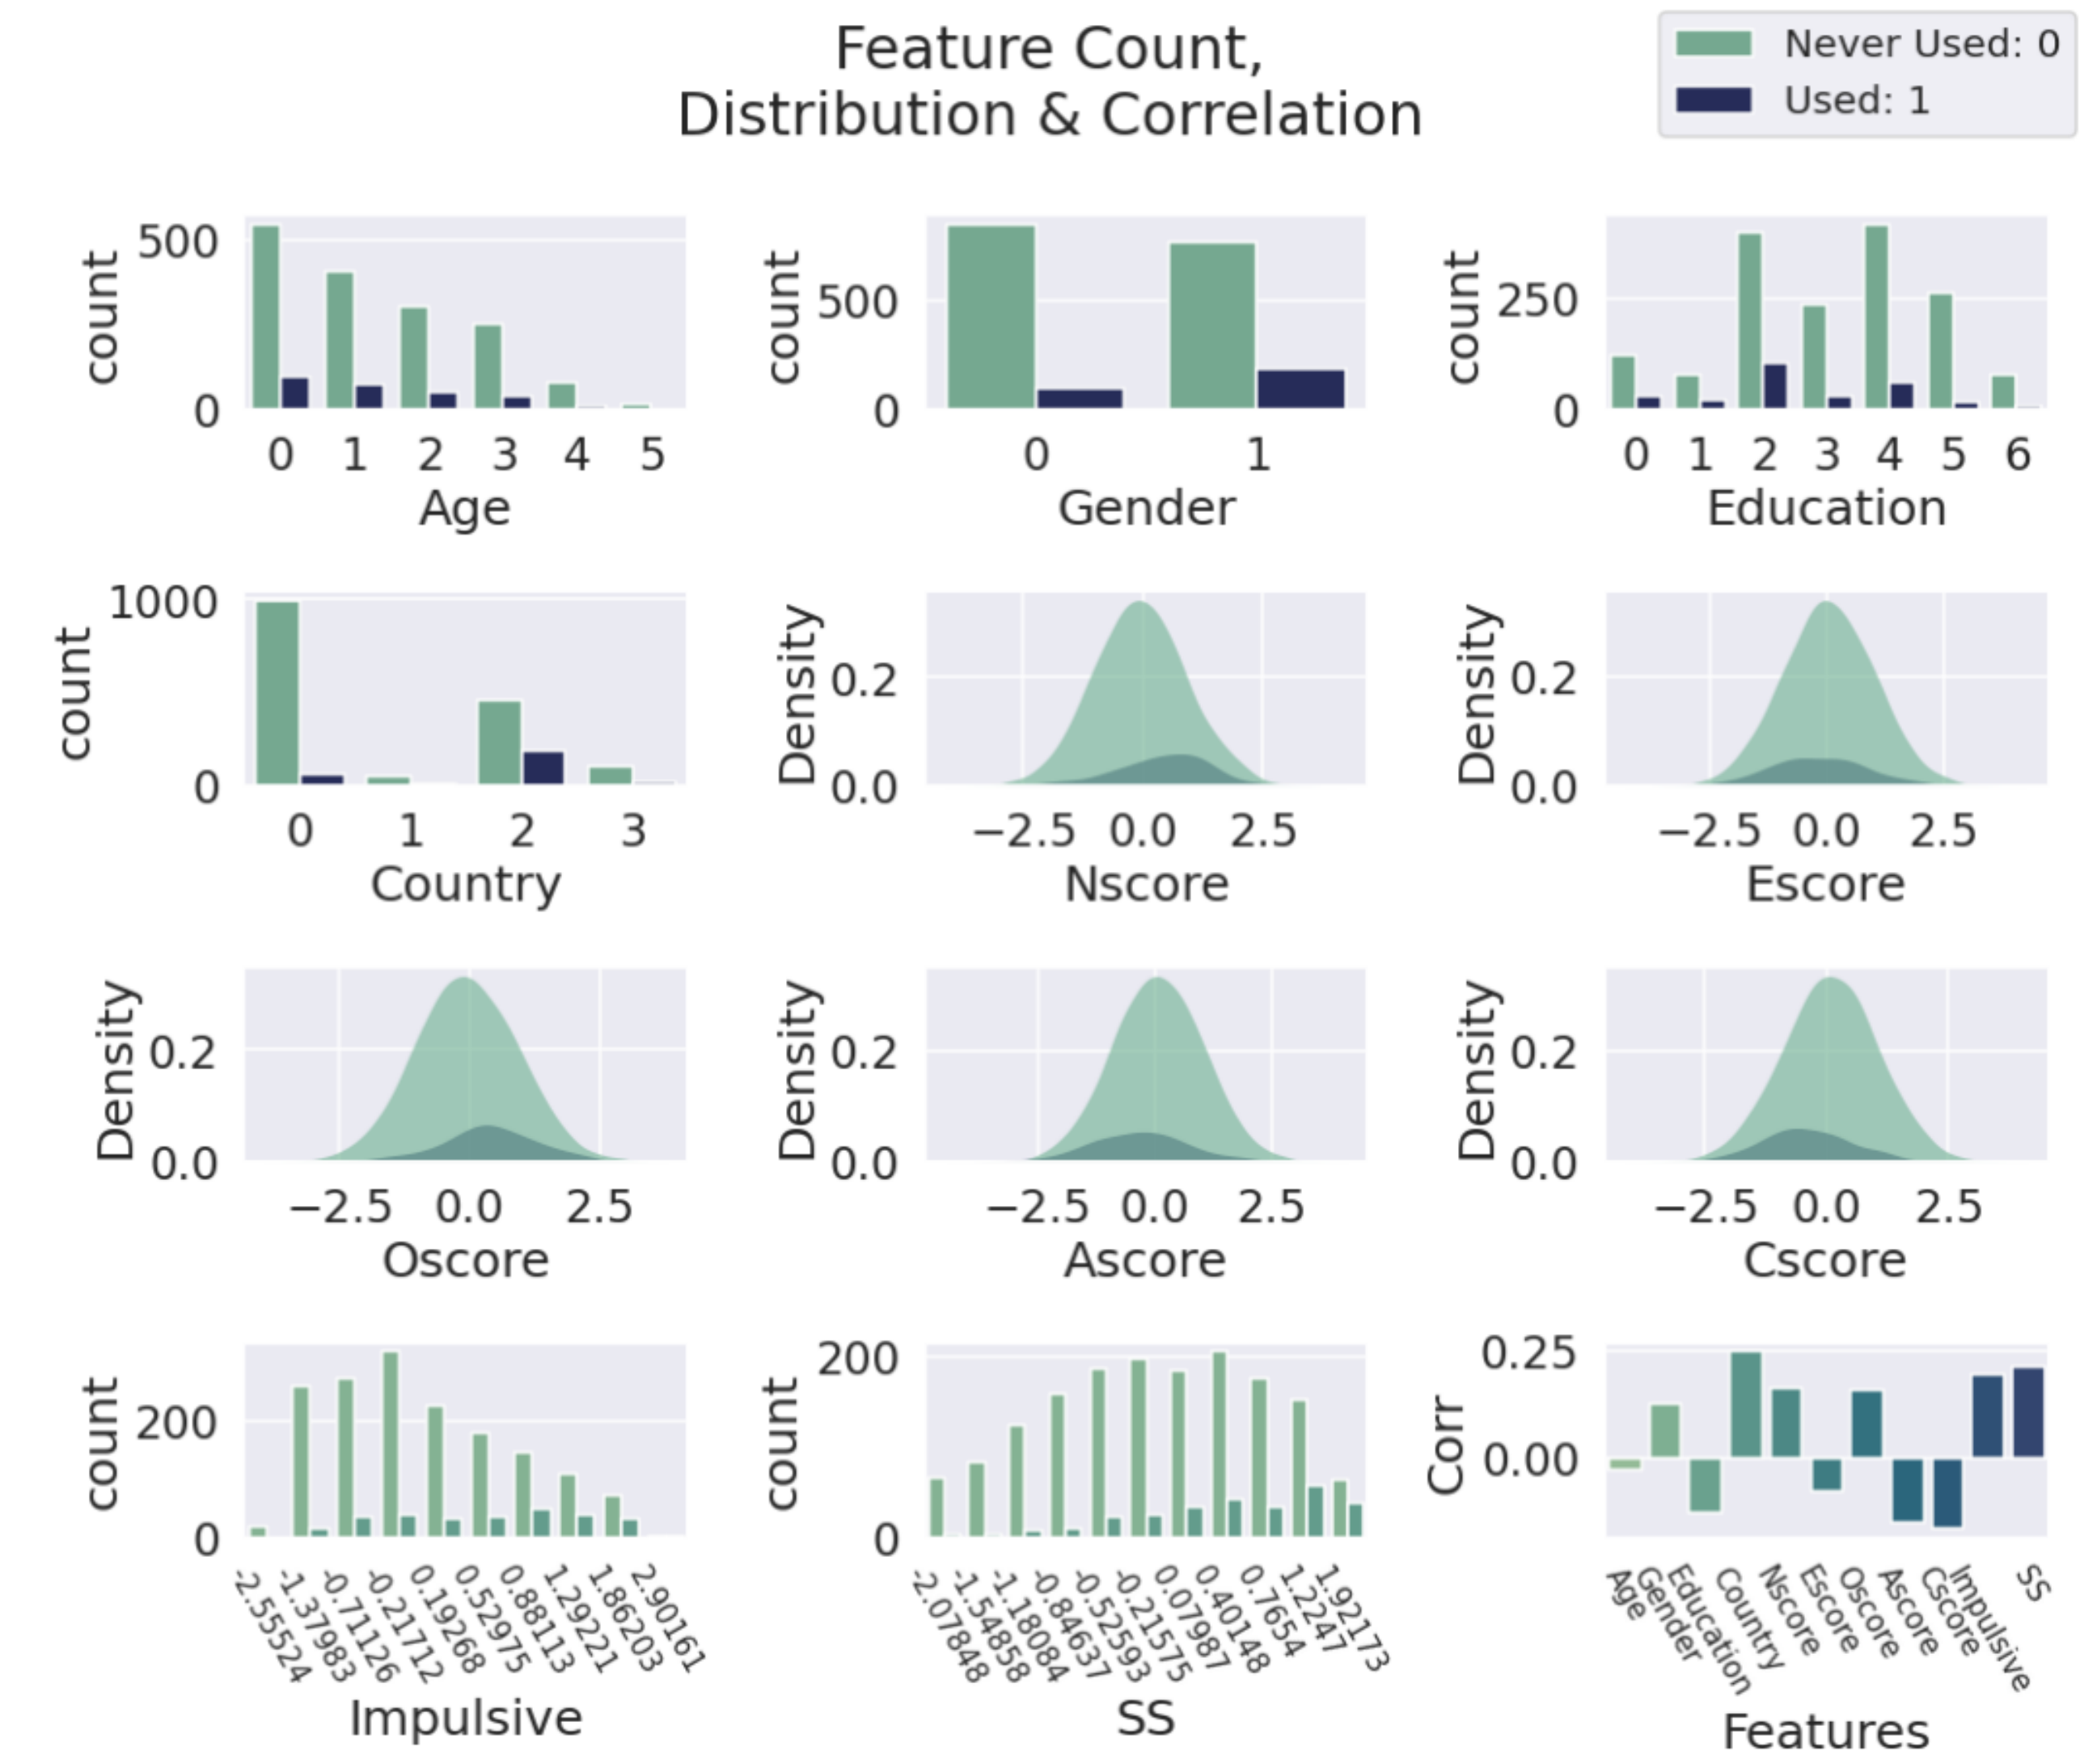 Feature Count,
Distribution & Correlation
Never Used: 0
Used: 1
count
500
0
0 1 2 3 4 5
Age
count
500
0
0 1
Gender
count
250
0
0 1 2 3 4 5 6
Education
count
1000
0
0 1 2 3
Country
Density
0.2
0.0
−2.5 0.0 2.5
Nscore
Density
0.2
0.0
−2.5 0.0 2.5
Escore
Density
0.2
0.0
−2.5 0.0 2.5
Oscore
Density
0.2
0.0
−2.5 0.0 2.5
Ascore
Density
0.2
0.0
−2.5 0.0 2.5
Cscore
count
200
0
-2.55524
-1.37983
-0.71126
-0.21712
0.19268
0.52975
0.88113
1.29221
1.86203
2.90161
Impulsive
count
200
0
-2.07848
-1.54858
-1.18084
-0.84637
-0.52593
-0.21575
0.07987
0.40148
0.7654
1.2247
1.92173
SS
Corr
0.25
0.00
Age
Gender
Education
Country
Nscore
Escore
Oscore
Ascore
Cscore
Impulsive
SS
Features